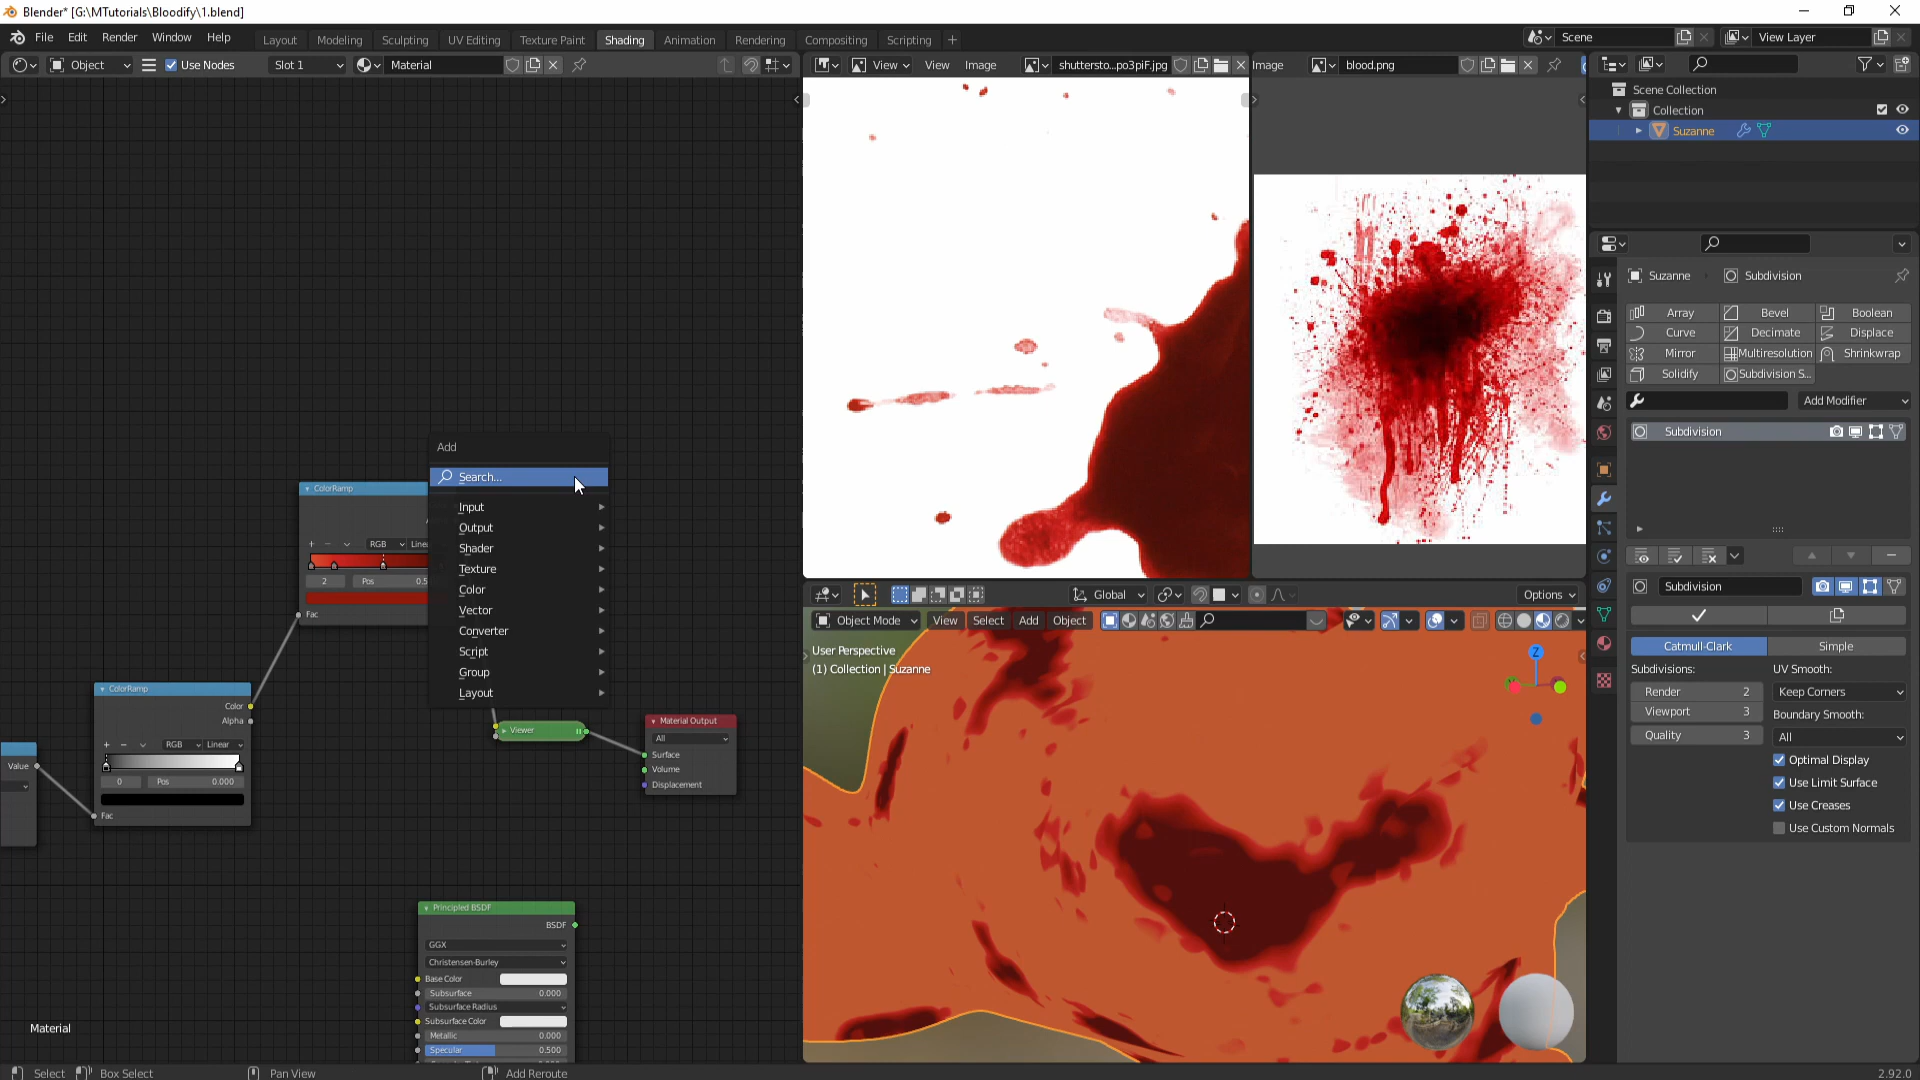 Blender* [G:\MTutorials\Bloodify\1.blend]
File Edit Render Window Help
Layout Modeling Sculpting UV Editing Texture Paint Shading Animation Rendering Compositing Scripting +
Scene
View Layer
Object
Use Nodes
Slot 1
Material
View
View
Image
shuttersto...po3piF.jpg
Image
blood.png
Scene Collection
Collection
Suzanne
Suzanne
Subdivision
Array
Bevel
Boolean
Curve
Decimate
Displace
Mirror
Multiresolution
Shrinkwrap
Solidify
Subdivision S...
Add Modifier
Subdivision
Subdivision
Catmull-Clark
Simple
Subdivisions:
UV Smooth:
Render 2
Keep Corners
Viewport 3
Boundary Smooth:
Quality 3
All
Optimal Display
Use Limit Surface
Use Creases
Use Custom Normals
Add
Search...
Input
Output
Shader
Texture
Color
Vector
Converter
Script
Group
Layout
ColorRamp
RGB
Line
2
Pos 0.5
Fac
ColorRamp
Color
Alpha
RGB
Linear
0
Pos 0.000
Fac
Value
Viewer
Material Output
All
Surface
Volume
Displacement
Principled BSDF
BSDF
GGX
Christensen-Burley
Base Color
Subsurface 0.000
Subsurface Radius
Subsurface Color
Metallic 0.000
Specular 0.500
Material
Global
Options
Object Mode
View
Select
Add
Object
User Perspective
(1) Collection | Suzanne
Z
Select
Box Select
Pan View
Add Reroute
2.92.0